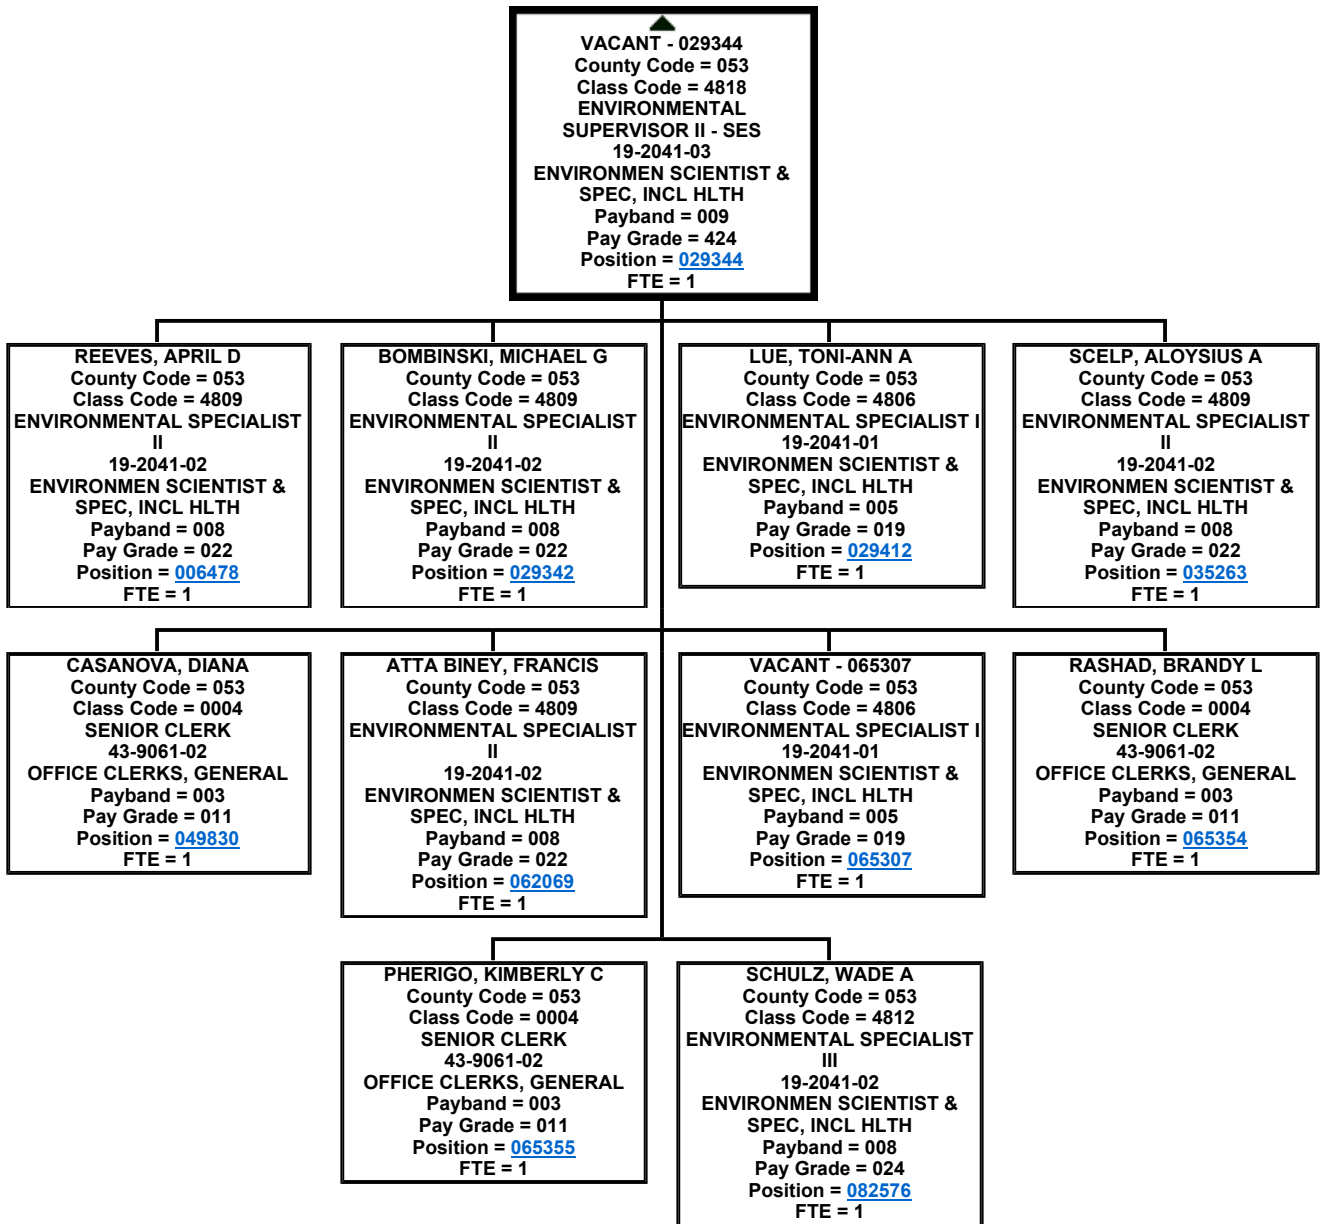 VACANT - 029344
County Code = 053
Class Code = 4818
ENVIRONMENTAL
SUPERVISOR II - SES
19-2041-03
ENVIRONMEN SCIENTIST &
SPEC, INCL HLTH
Payband = 009
Pay Grade = 424
Position = 029344
FTE = 1
REEVES, APRIL D
County Code = 053
Class Code = 4809
ENVIRONMENTAL SPECIALIST
II
19-2041-02
ENVIRONMEN SCIENTIST &
SPEC, INCL HLTH
Payband = 008
Pay Grade = 022
Position = 006478
FTE = 1
BOMBINSKI, MICHAEL G
County Code = 053
Class Code = 4809
ENVIRONMENTAL SPECIALIST
II
19-2041-02
ENVIRONMEN SCIENTIST &
SPEC, INCL HLTH
Payband = 008
Pay Grade = 022
Position = 029342
FTE = 1
LUE, TONI-ANN A
County Code = 053
Class Code = 4806
ENVIRONMENTAL SPECIALIST I
19-2041-01
ENVIRONMEN SCIENTIST &
SPEC, INCL HLTH
Payband = 005
Pay Grade = 019
Position = 029412
FTE = 1
SCELP, ALOYSIUS A
County Code = 053
Class Code = 4809
ENVIRONMENTAL SPECIALIST
II
19-2041-02
ENVIRONMEN SCIENTIST &
SPEC, INCL HLTH
Payband = 008
Pay Grade = 022
Position = 035263
FTE = 1
CASANOVA, DIANA
County Code = 053
Class Code = 0004
SENIOR CLERK
43-9061-02
OFFICE CLERKS, GENERAL
Payband = 003
Pay Grade = 011
Position = 049830
FTE = 1
ATTA BINEY, FRANCIS
County Code = 053
Class Code = 4809
ENVIRONMENTAL SPECIALIST
II
19-2041-02
ENVIRONMEN SCIENTIST &
SPEC, INCL HLTH
Payband = 008
Pay Grade = 022
Position = 062069
FTE = 1
VACANT - 065307
County Code = 053
Class Code = 4806
ENVIRONMENTAL SPECIALIST I
19-2041-01
ENVIRONMEN SCIENTIST &
SPEC, INCL HLTH
Payband = 005
Pay Grade = 019
Position = 065307
FTE = 1
RASHAD, BRANDY L
County Code = 053
Class Code = 0004
SENIOR CLERK
43-9061-02
OFFICE CLERKS, GENERAL
Payband = 003
Pay Grade = 011
Position = 065354
FTE = 1
PHERIGO, KIMBERLY C
County Code = 053
Class Code = 0004
SENIOR CLERK
43-9061-02
OFFICE CLERKS, GENERAL
Payband = 003
Pay Grade = 011
Position = 065355
FTE = 1
SCHULZ, WADE A
County Code = 053
Class Code = 4812
ENVIRONMENTAL SPECIALIST
III
19-2041-02
ENVIRONMEN SCIENTIST &
SPEC, INCL HLTH
Payband = 008
Pay Grade = 024
Position = 082576
FTE = 1